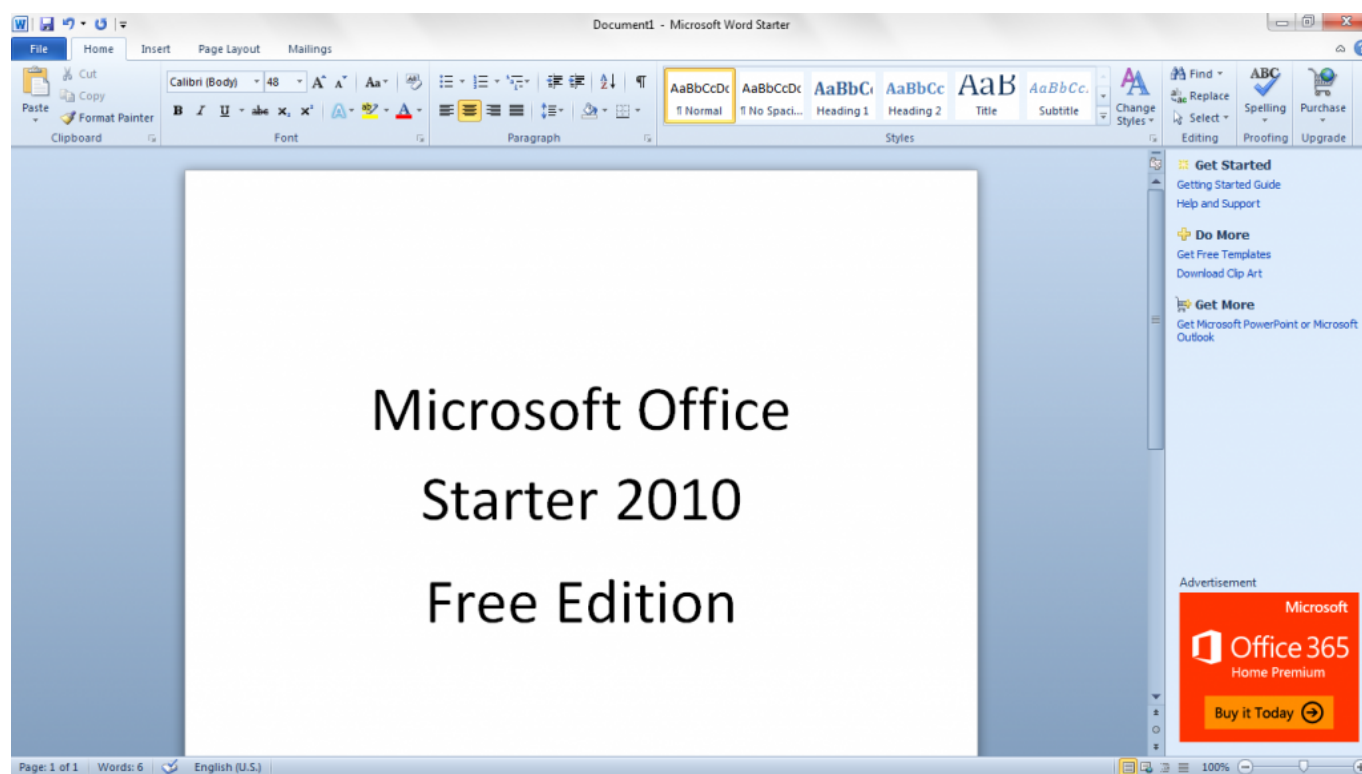 Document1 - Microsoft Word Starter
File Home Insert Page Layout Mailings
Paste
Cut
Copy
Format Painter
Clipboard
Calibri (Body) 48
Font
Paragraph
AaBbCcDc AaBbCcDc AaBbC AaBbCc AaB AaBbCc.
¶ Normal ¶ No Spaci... Heading 1 Heading 2 Title Subtitle
Change
Styles
Styles
Find
Replace
Select
Editing
ABC
Spelling
Proofing
Purchase
Upgrade
Microsoft Office
Starter 2010
Free Edition
Get Started
Getting Started Guide
Help and Support
Do More
Get Free Templates
Download Clip Art
Get More
Get Microsoft PowerPoint or Microsoft
Outlook
Advertisement
Microsoft
Office 365
Home Premium
Buy it Today
Page: 1 of 1 Words: 6 English (U.S.) 100%